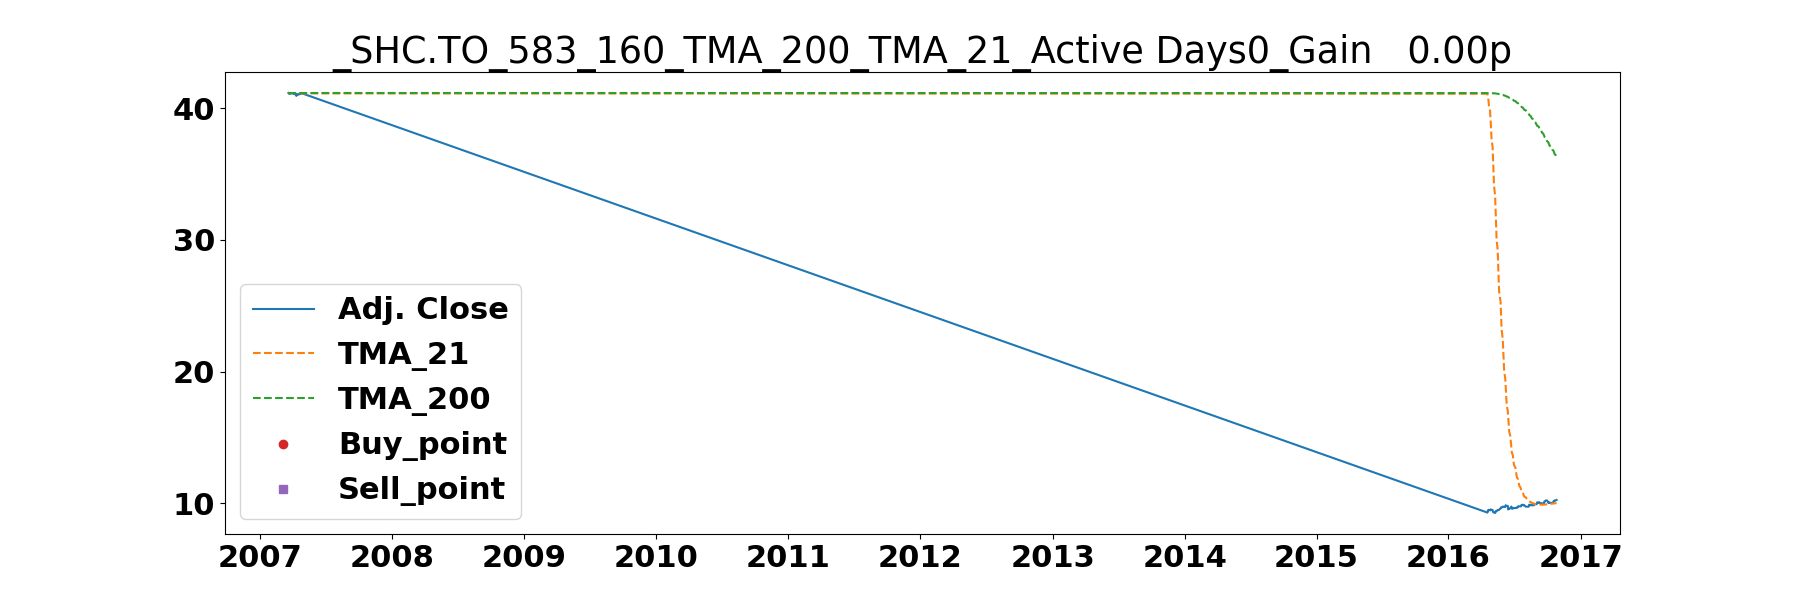 _SHC.TO_583_160_TMA_200_TMA_21_Active Days0_Gain   0.00p
40
30
20
10
Adj. Close
TMA_21
TMA_200
Buy_point
Sell_point
2007 2008 2009 2010 2011 2012 2013 2014 2015 2016 2017